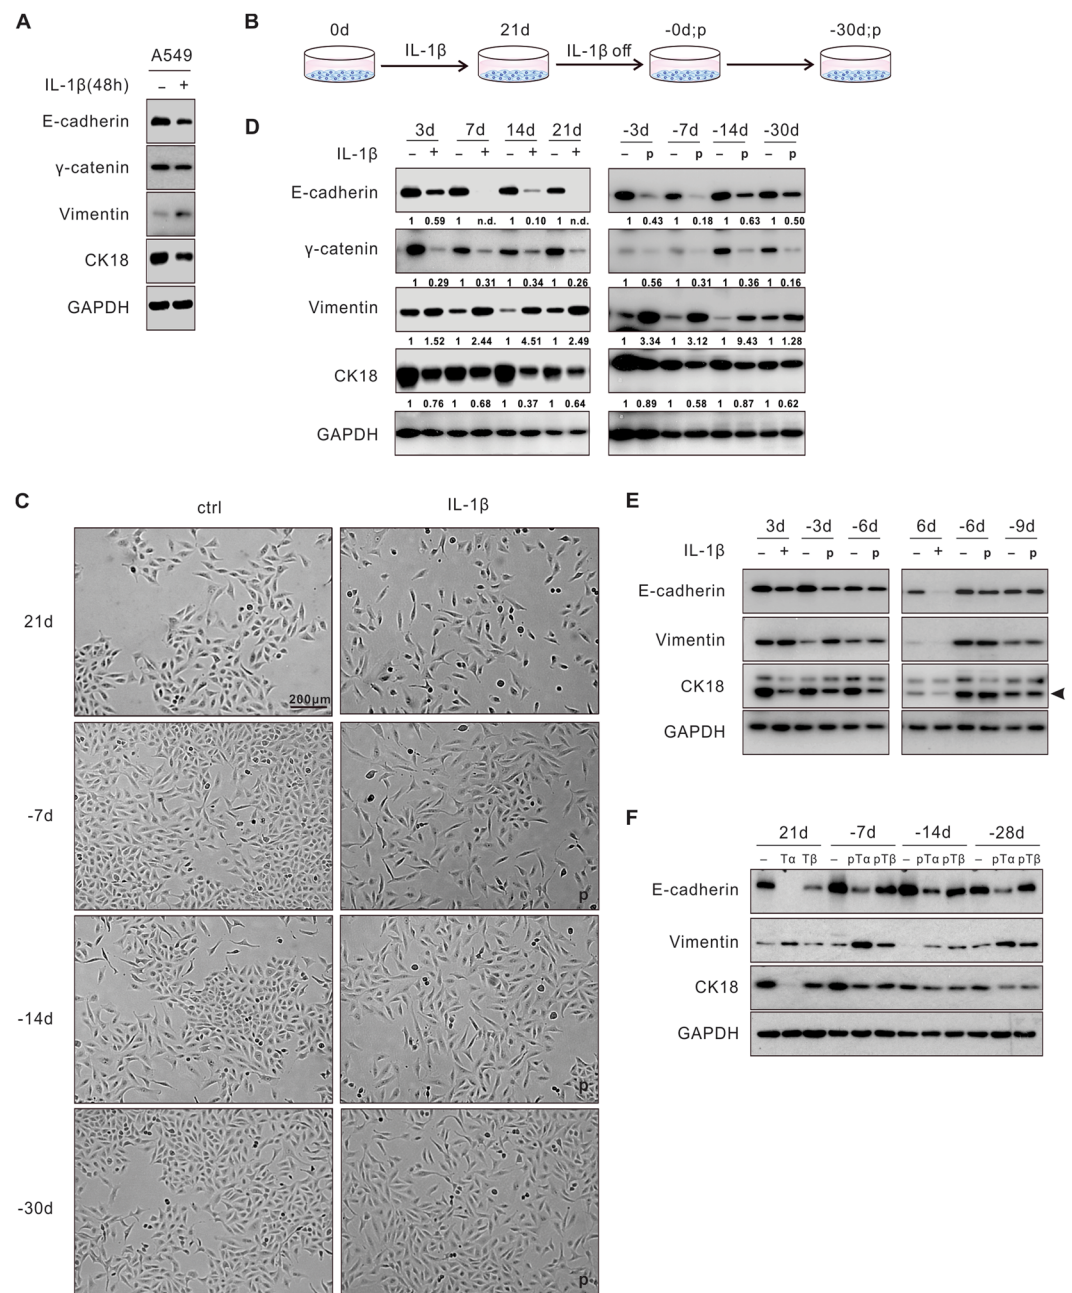 A
A549
IL-1β(48h)
– +
E-cadherin
γ-catenin
Vimentin
CK18
GAPDH
B
0d 21d -0d;p -30d;p
IL-1β IL-1β off
D
3d 7d 14d 21d -3d -7d -14d -30d
IL-1β – + – + – + – + – p – p – p – p
E-cadherin
1 0.59 1 n.d. 1 0.10 1 n.d. 1 0.43 1 0.18 1 0.63 1 0.50
γ-catenin
1 0.29 1 0.31 1 0.34 1 0.26 1 0.56 1 0.31 1 0.36 1 0.16
Vimentin
1 1.52 1 2.44 1 4.51 1 2.49 1 3.34 1 3.12 1 9.43 1 1.28
CK18
1 0.76 1 0.68 1 0.37 1 0.64 1 0.89 1 0.58 1 0.87 1 0.62
GAPDH
C
ctrl IL-1β
21d
200μm
-7d
p
-14d
p
-30d
p
E
3d -3d -6d 6d -6d -9d
IL-1β – + – p – p – + – p – p
E-cadherin
Vimentin
CK18
GAPDH
F
21d -7d -14d -28d
– Tα Tβ – pTα pTβ – pTα pTβ – pTα pTβ
E-cadherin
Vimentin
CK18
GAPDH